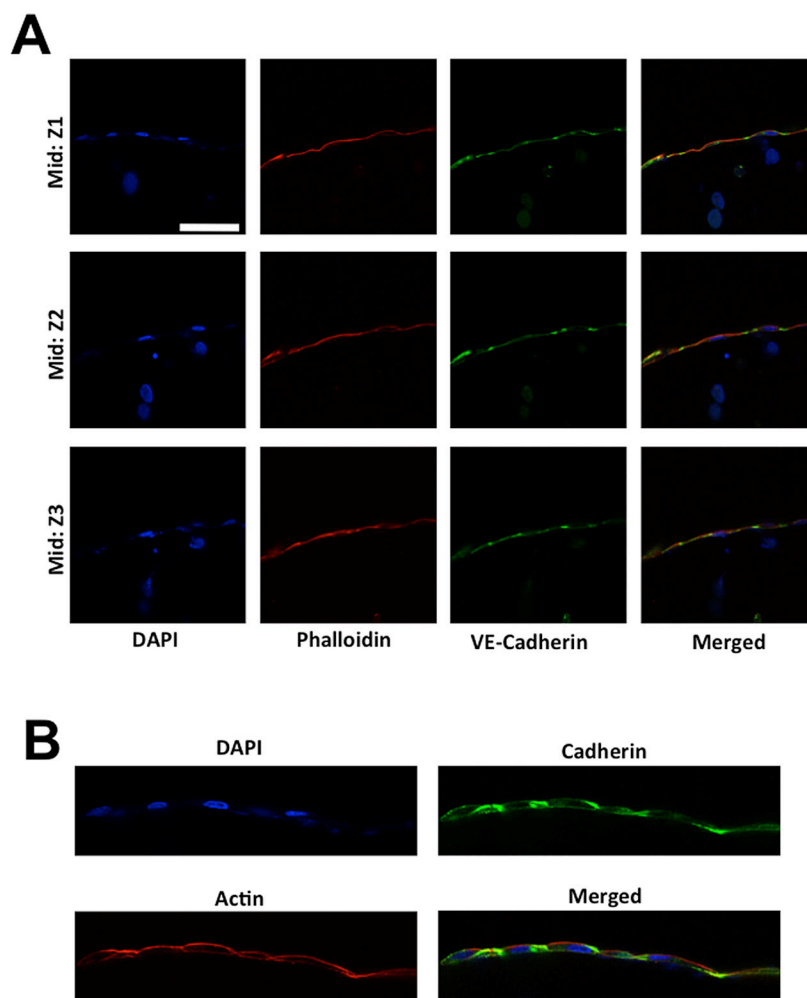 A
Mid: Z1
Mid: Z2
Mid: Z3
DAPI Phalloidin VE-Cadherin Merged
B
DAPI Cadherin
Actin Merged